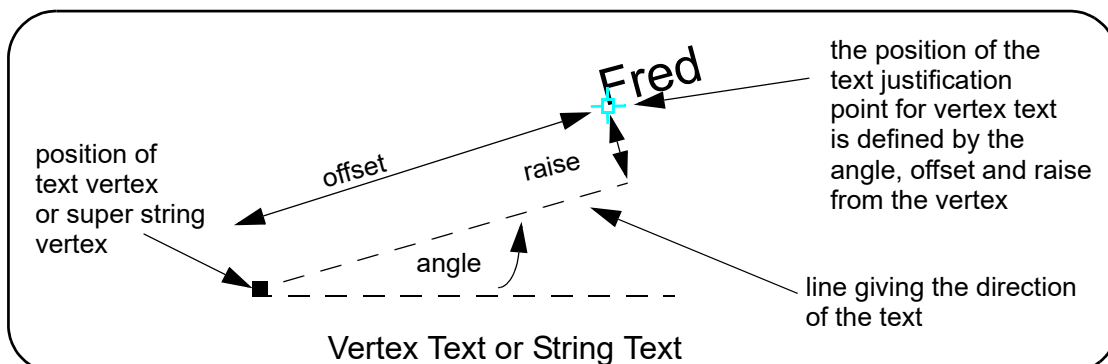 Fred
the position of the
text justification
point for vertex text
is defined by the
angle, offset and raise
from the vertex
position of
text vertex
or super string
vertex
offset
raise
angle
line giving the direction
of the text
Vertex Text or String Text